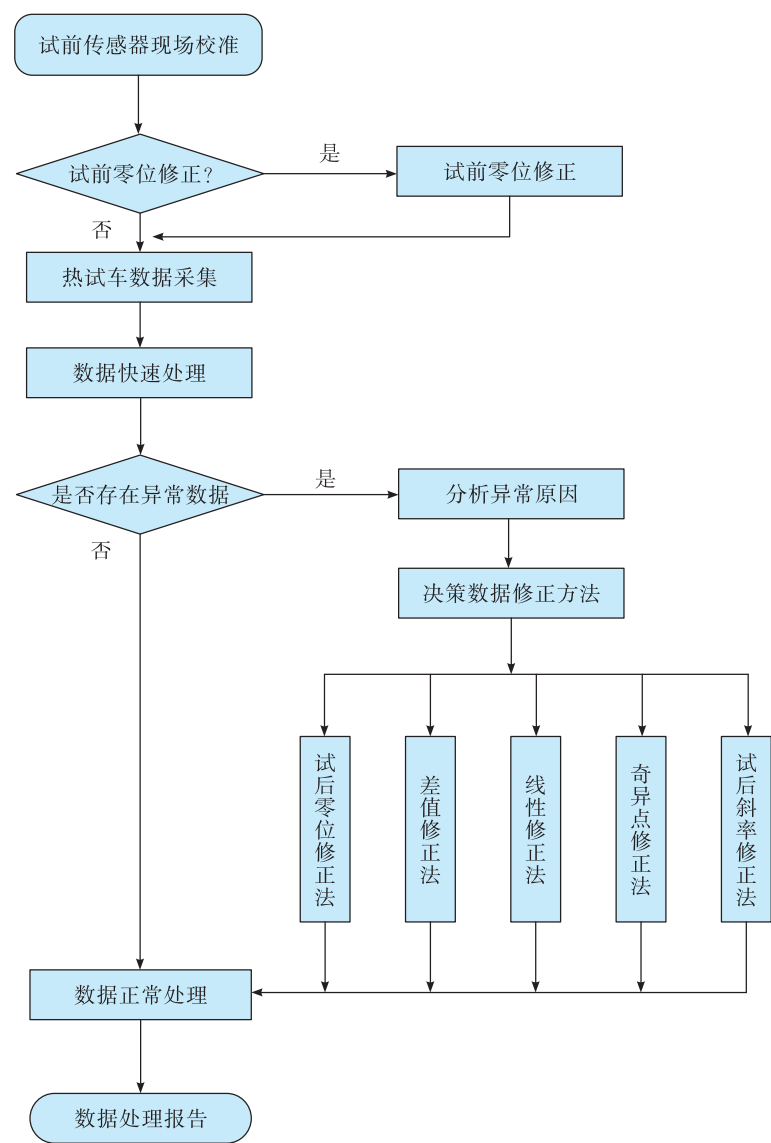 试前传感器现场校准
试前零位修正?
是
试前零位修正
否
热试车数据采集
数据快速处理
是否存在异常数据
是
分析异常原因
否
决策数据修正方法
试后零位修正法
差值修正法
线性修正法
奇异点修正法
试后斜率修正法
数据正常处理
数据处理报告